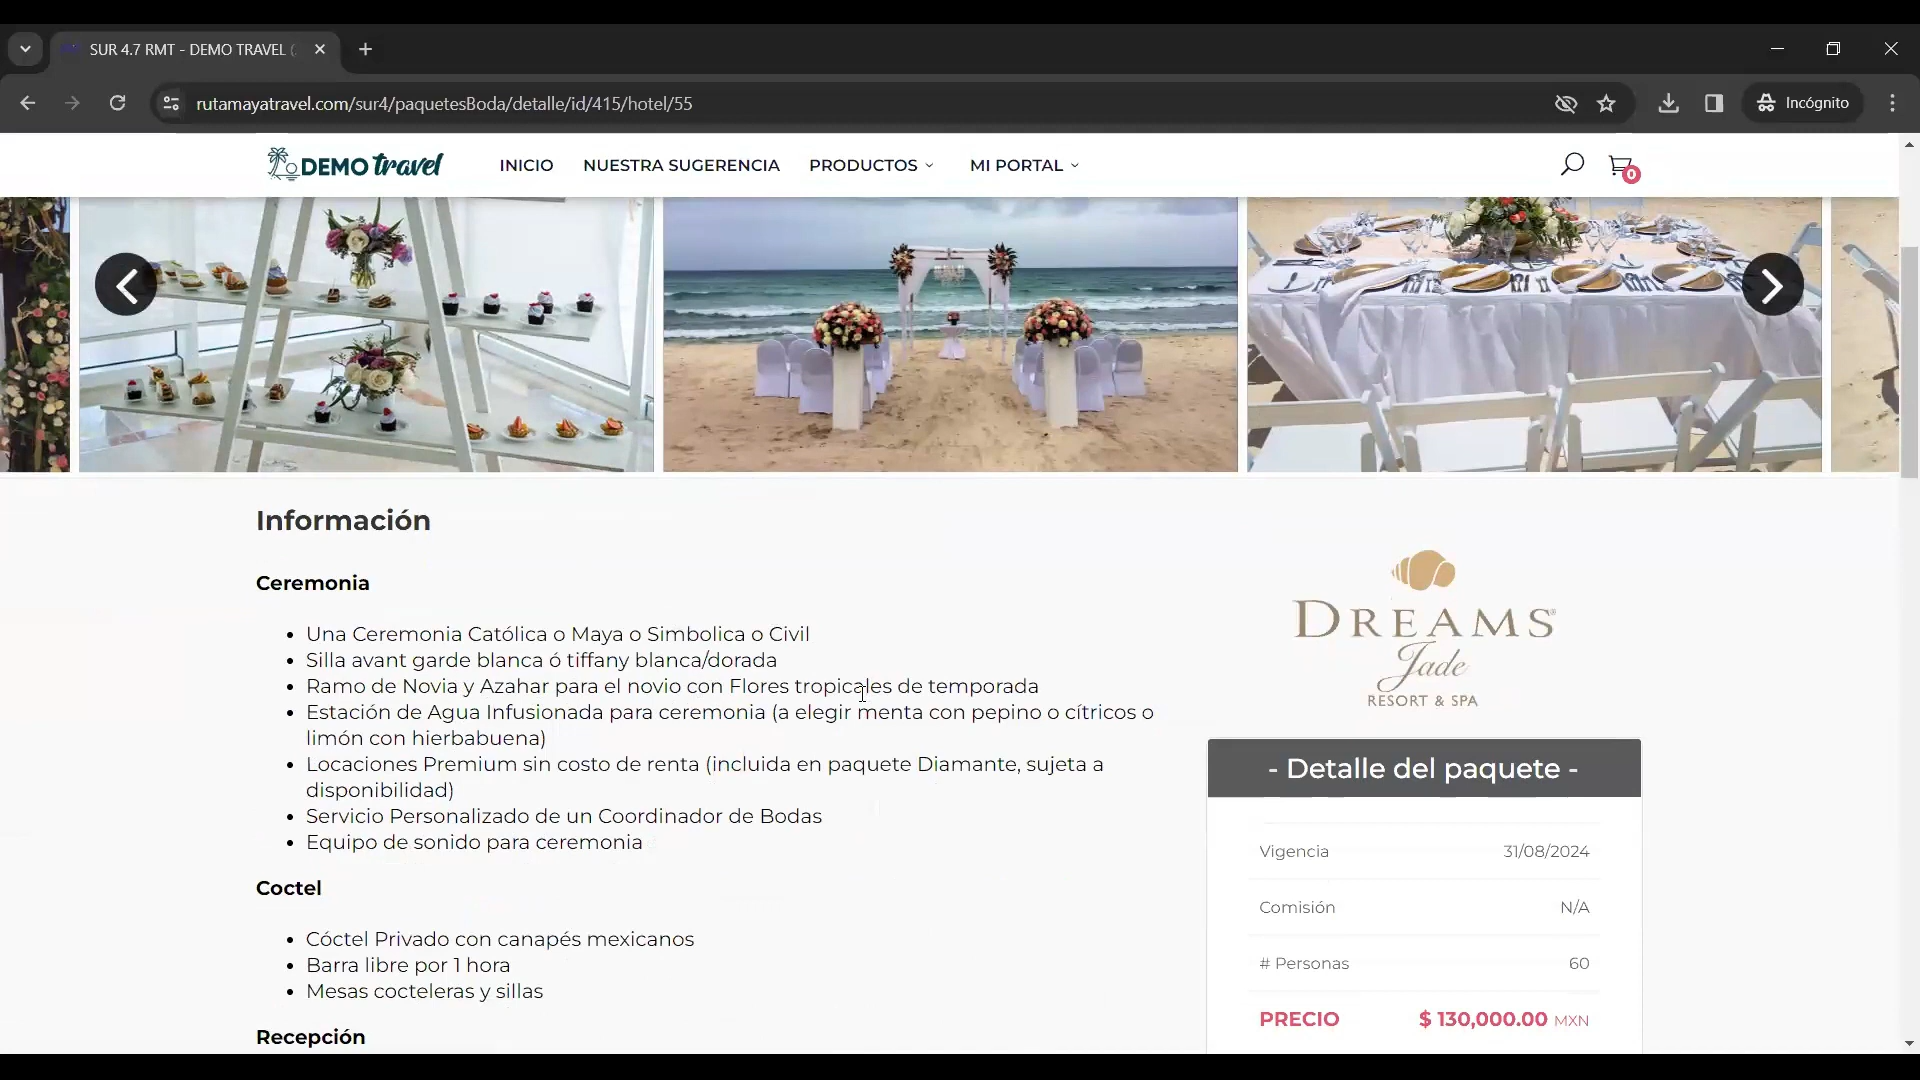 SUR 4.7 RMT - DEMO TRAVEL (
rutamayatravel.com/sur4/paquetesBoda/detalle/id/415/hotel/55
Incógnito
DEMO travel
INICIO
NUESTRA SUGERENCIA
PRODUCTOS
MI PORTAL
0
Información
Ceremonia
• Una Ceremonia Católica o Maya o Simbolica o Civil
• Silla avant garde blanca ó tiffany blanca/dorada
• Ramo de Novia y Azahar para el novio con Flores tropicales de temporada
• Estación de Agua Infusionada para ceremonia (a elegir menta con pepino o cítricos o
limón con hierbabuena)
• Locaciones Premium sin costo de renta (incluida en paquete Diamante, sujeta a
disponibilidad)
• Servicio Personalizado de un Coordinador de Bodas
• Equipo de sonido para ceremonia
Coctel
• Cóctel Privado con canapés mexicanos
• Barra libre por 1 hora
• Mesas cocteleras y sillas
Recepción
DREAMS®
Jade
RESORT & SPA
- Detalle del paquete -
Vigencia 31/08/2024
Comisión N/A
# Personas 60
PRECIO $ 130,000.00 MXN